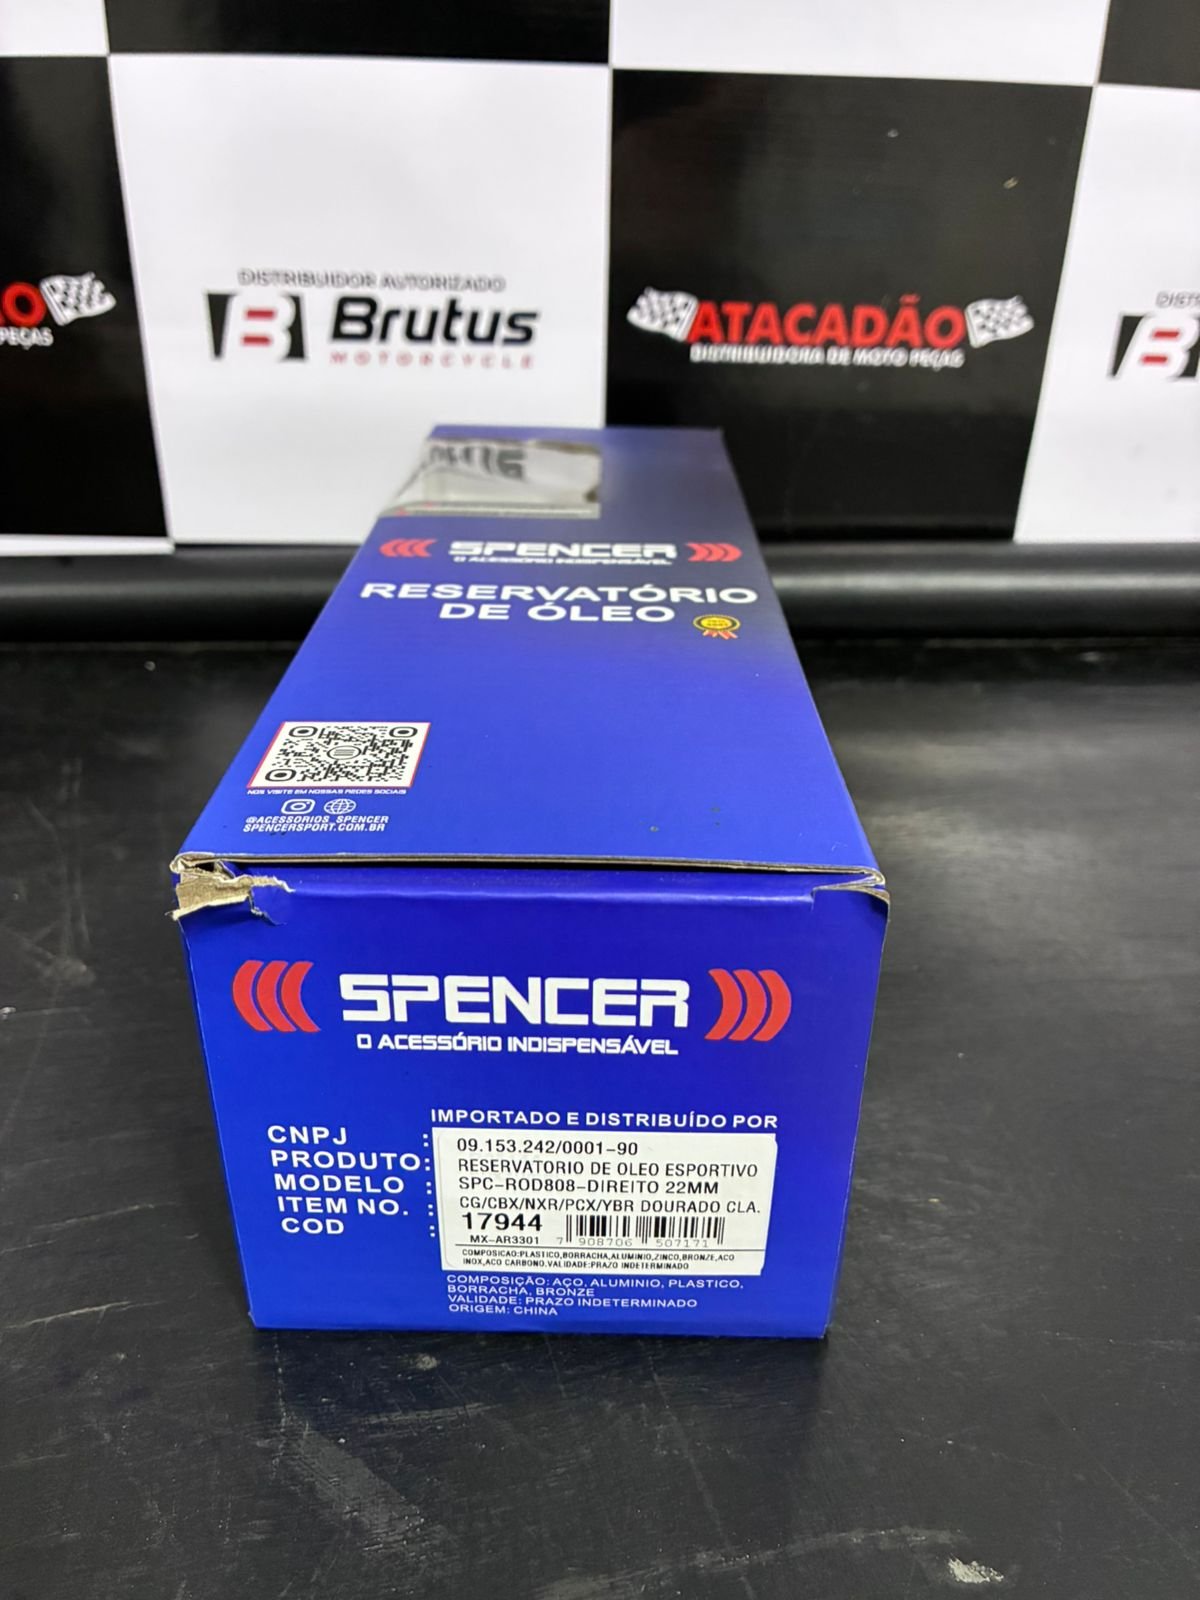 DISTRIBUIDOR AUTORIZADO
Brutus
MOTORCYCLE
ATACADÃO
DISTRIBUIDORA DE MOTO PEÇAS
PEÇAS
SPENCER
O ACESSÓRIO INDISPENSÁVEL
RESERVATÓRIO
DE ÓLEO
NOS VISITE EM NOSSAS REDES SOCIAIS
@ACESSORIOS_SPENCER
SPENCERSPORT.COM.BR
SPENCER
O ACESSÓRIO INDISPENSÁVEL
IMPORTADO E DISTRIBUÍDO POR
CNPJ : 09.153.242/0001-90
PRODUTO: RESERVATORIO DE OLEO ESPORTIVO
MODELO : SPC-ROD808-DIREITO 22MM
ITEM NO. : CG/CBX/NXR/PCX/YBR DOURADO CLA.
COD : 17944
MX-AR3301 7 908706 507171
COMPOSICAO:PLASTICO,BORRACHA,ALUMINIO,ZINCO,BRONZE,ACO
INOX,ACO CARBONO.VALIDADE:PRAZO INDETERMINADO
COMPOSIÇÃO: AÇO, ALUMINIO, PLASTICO,
BORRACHA, BRONZE
VALIDADE: PRAZO INDETERMINADO
ORIGEM: CHINA